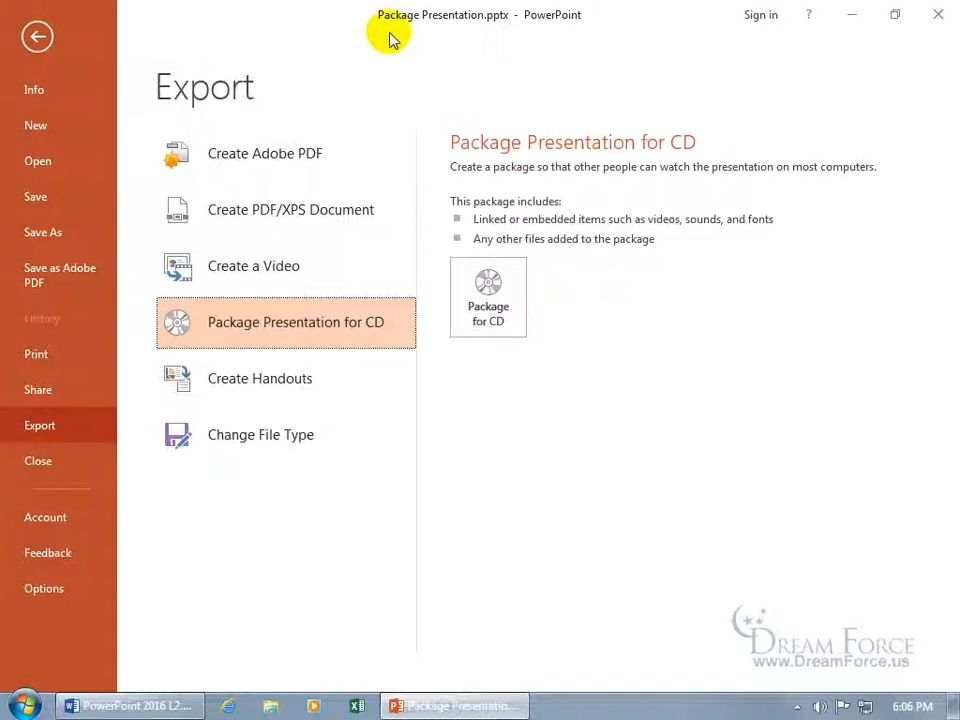 Package Presentation.pptx - PowerPoint
Sign in
?
Info
New
Open
Save
Save As
Save as Adobe
PDF
History
Print
Share
Export
Close
Account
Feedback
Options
Export
Create Adobe PDF
Create PDF/XPS Document
Create a Video
Package Presentation for CD
Create Handouts
Change File Type
Package Presentation for CD
Create a package so that other people can watch the presentation on most computers.
This package includes:
Linked or embedded items such as videos, sounds, and fonts
Any other files added to the package
Package
for CD
DREAM FORCE
www.DreamForce.us
PowerPoint 2016 L2....
Package Presentatio...
6:06 PM